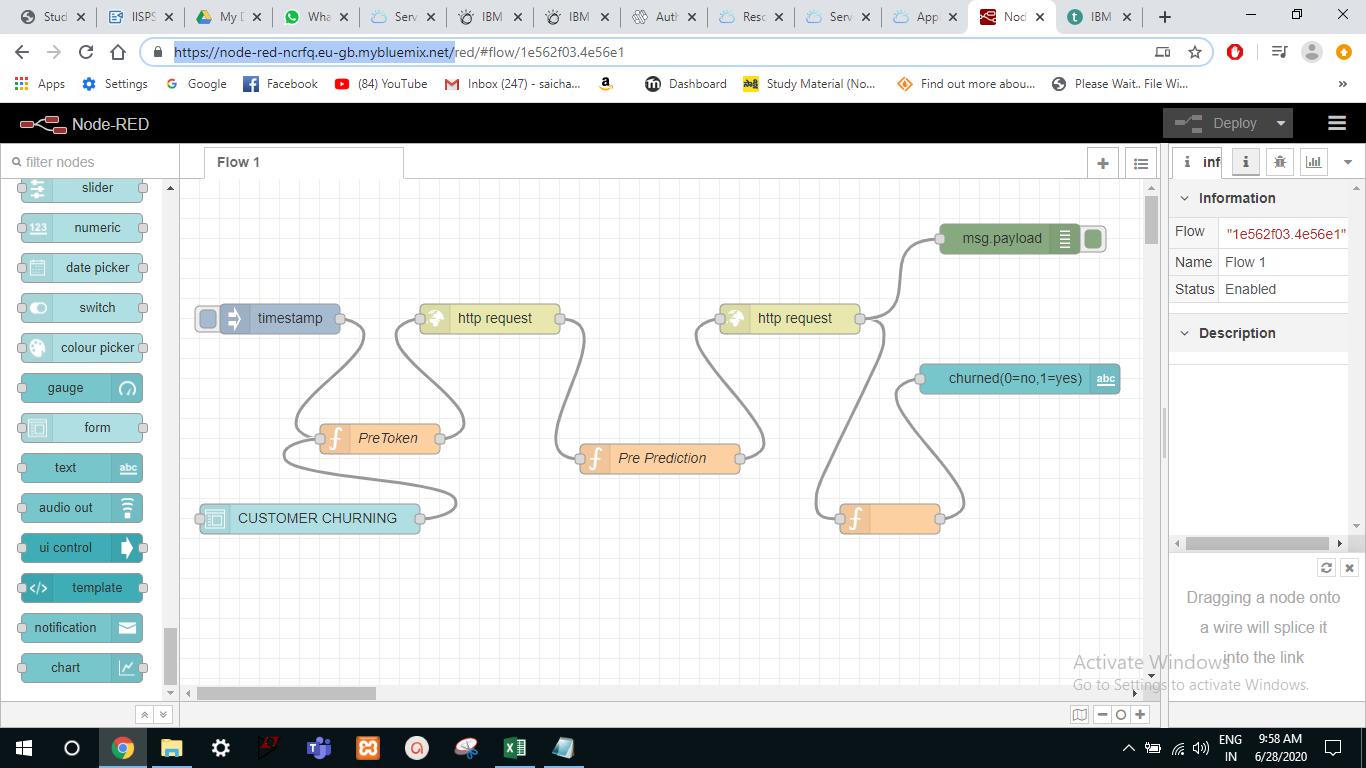 Stud
IISPS
My D
Wha
Serv
IBM
IBM
Auth
Reso
Serv
App
Nod
IBM
https://node-red-ncrfq.eu-gb.mybluemix.net/red/#flow/1e562f03.4e56e1
Apps
Settings
G Google
Facebook
(84) YouTube
Inbox (247) - saicha...
Dashboard
Study Material (No...
Find out more abou...
Please Wait.. File Wi...
»
Node-RED
Deploy
filter nodes
Flow 1
i inf
i
slider
123 numeric
date picker
switch
colour picker
gauge
form
text abc
audio out
ui control
</> template
notification
chart
timestamp
http request
http request
msg.payload
churned(0=no,1=yes) abc
f PreToken
f Pre Prediction
CUSTOMER CHURNING
f
Information
Flow "1e562f03.4e56e1"
Name Flow 1
Status Enabled
Description
Dragging a node onto
a wire will splice it
into the link
Activate Windows
Go to Settings to activate Windows.
ENG
IN
9:58 AM
6/28/2020